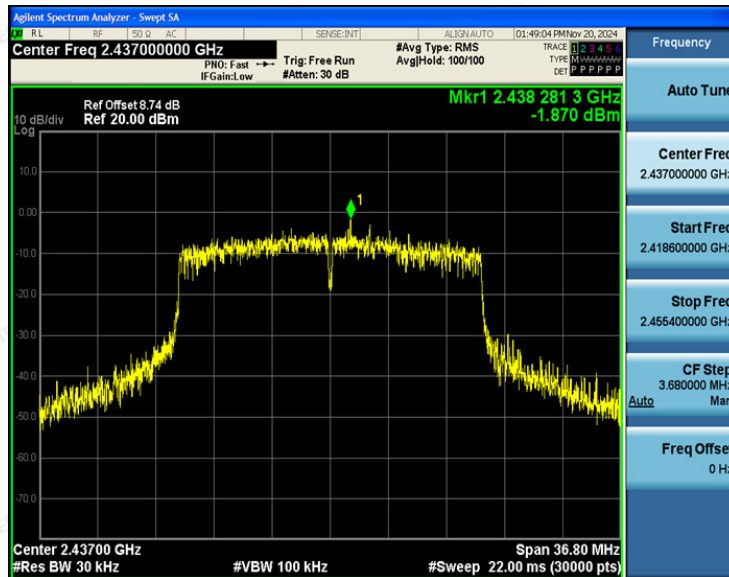 Agilent Spectrum Analyzer - Swept SA
RL RF 50 Ω AC SENSE:INT ALIGN AUTO 01:49:04 PM Nov 20, 2024
Center Freq 2.437000000 GHz #Avg Type: RMS TRACE 1 2 3 4 5 6 Frequency
PNO: Fast Trig: Free Run Avg|Hold: 100/100 TYPE M
IFGain:Low #Atten: 30 dB DET P P P P P P
Auto Tune
Mkr1 2.438 281 3 GHz
Ref Offset 8.74 dB
10 dB/div Ref 20.00 dBm -1.870 dBm
Log
Center Freq
2.437000000 GHz
10.0
1
0.00
Start Freq
2.418600000 GHz
-10.0
Stop Freq
2.455400000 GHz
-30.0
CF Step
3.680000 MHz
Auto Man
-50.0
Freq Offset
0 Hz
-60.0
-70.0
Center 2.43700 GHz Span 36.80 MHz
#Res BW 30 kHz #VBW 100 kHz #Sweep 22.00 ms (30000 pts)